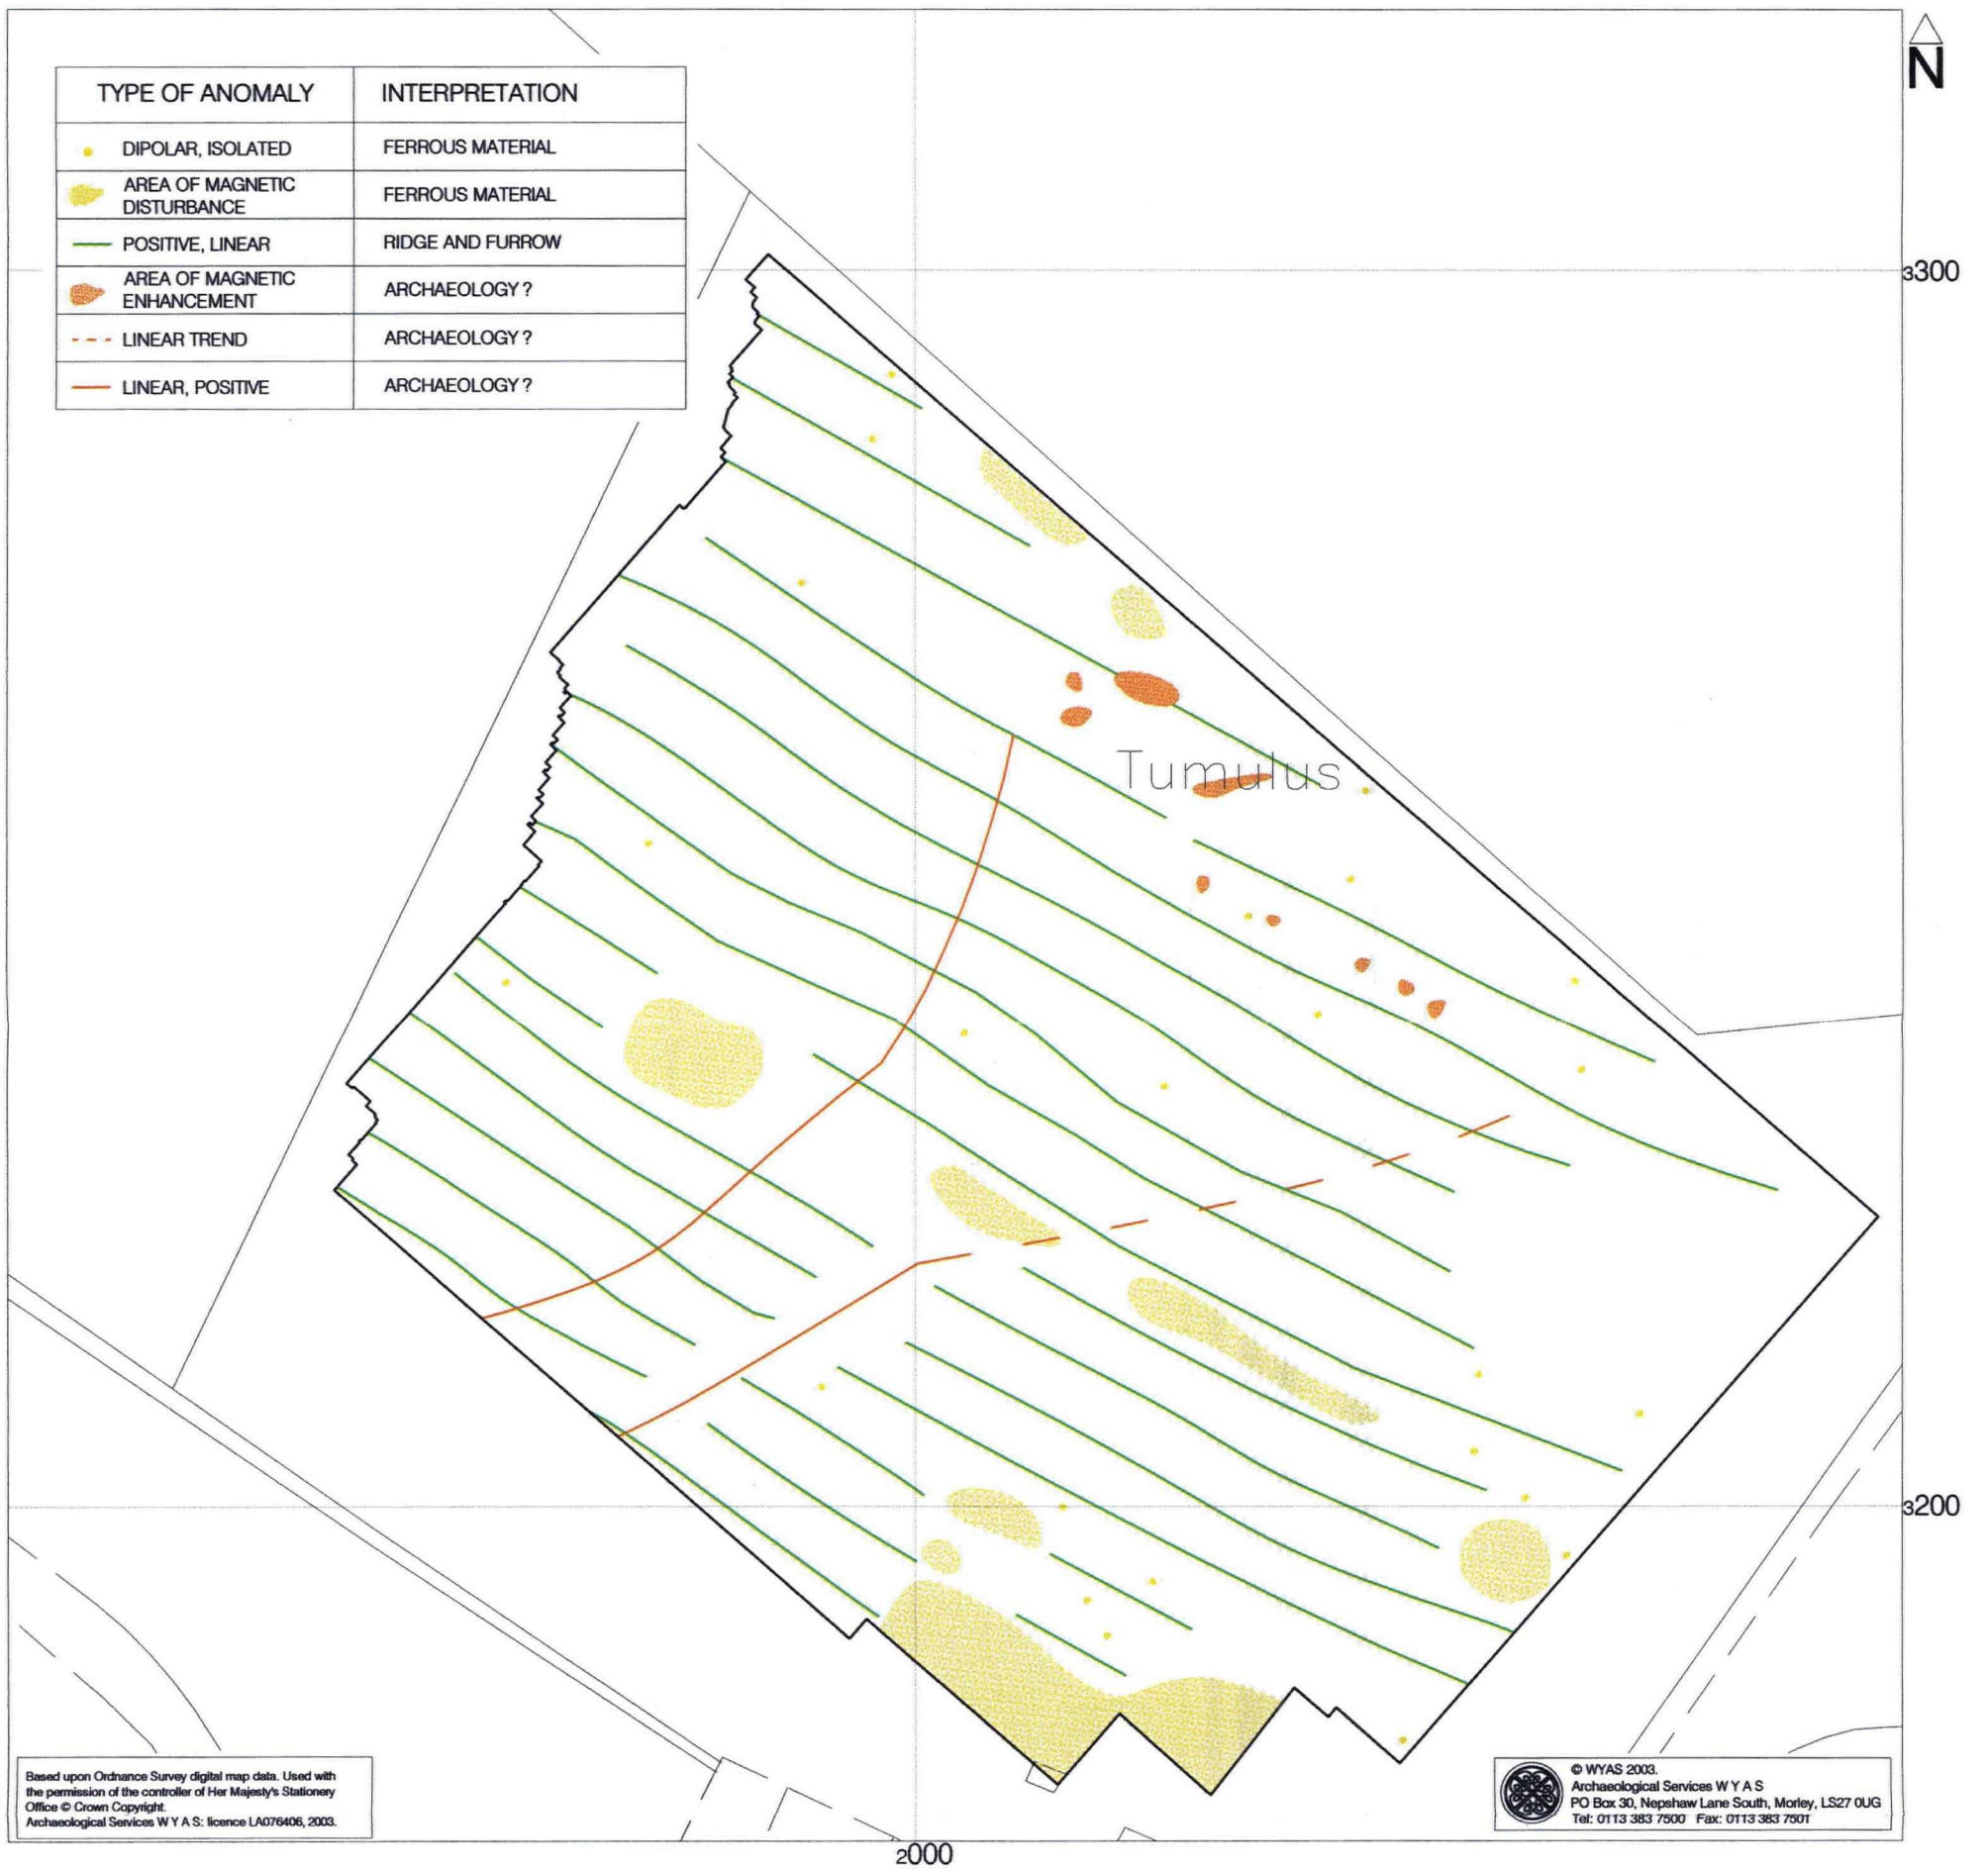 N
TYPE OF ANOMALY INTERPRETATION
DIPOLAR, ISOLATED FERROUS MATERIAL
AREA OF MAGNETIC
DISTURBANCE FERROUS MATERIAL
POSITIVE, LINEAR RIDGE AND FURROW
AREA OF MAGNETIC
ENHANCEMENT ARCHAEOLOGY ?
LINEAR TREND ARCHAEOLOGY ?
LINEAR, POSITIVE ARCHAEOLOGY ?
3300
Tumulus
3200
Based upon Ordnance Survey digital map data. Used with
the permission of the controller of Her Majesty's Stationery
Office © Crown Copyright.
Archaeological Services W Y A S: licence LA076406, 2003.
© WYAS 2003.
Archaeological Services W Y A S
PO Box 30, Nepshaw Lane South, Morley, LS27 0UG
Tel: 0113 383 7500 Fax: 0113 383 7501
2000